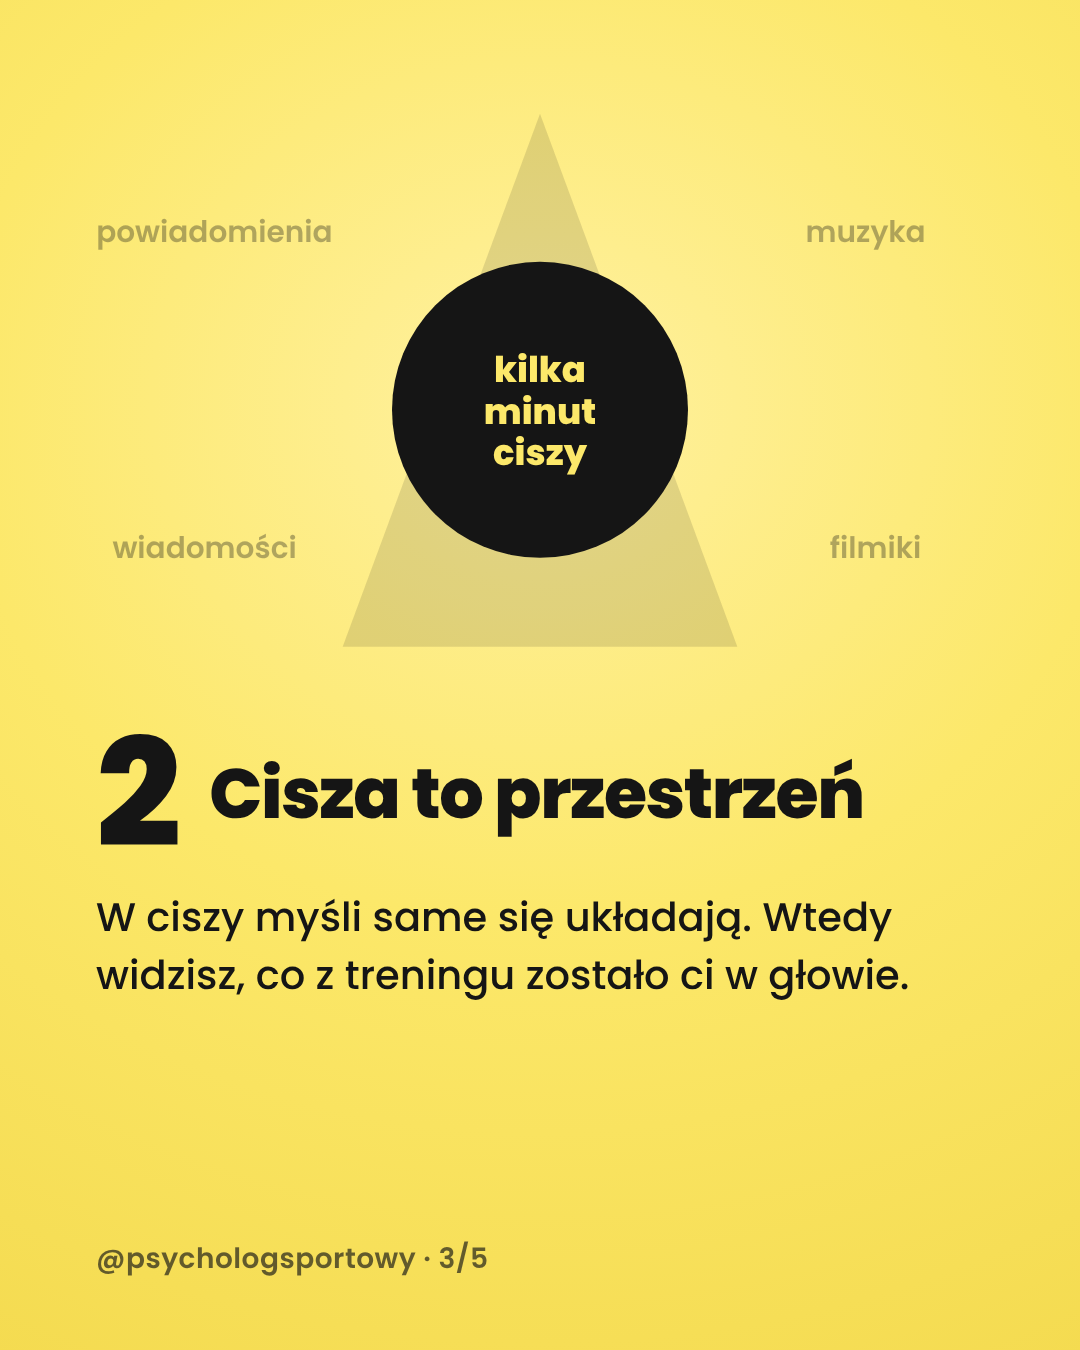 powiadomienia
muzyka
kilka
minut
ciszy
wiadomości
filmiki
2 Cisza to przestrzeń
W ciszy myśli same się układają. Wtedy
widzisz, co z treningu zostało ci w głowie.
@psychologsportowy · 3/5